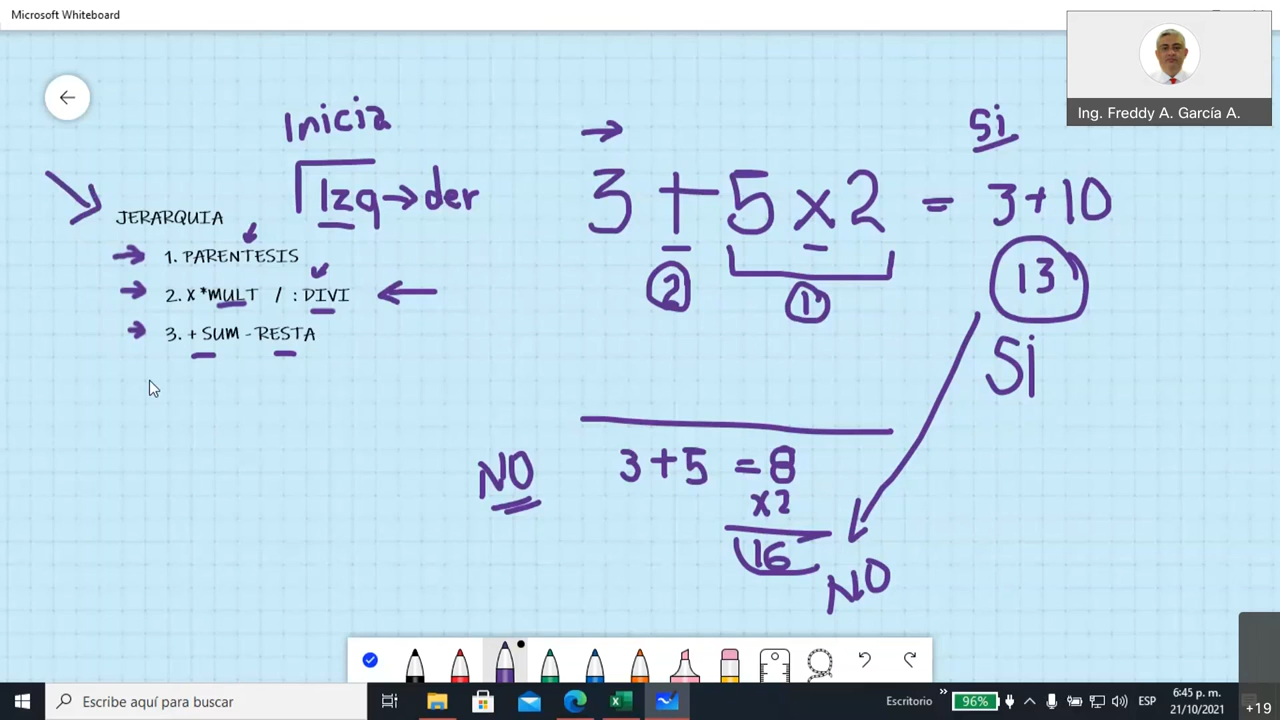 Microsoft Whiteboard
Ing. Freddy A. García A.
Inicia
Izq → der
JERARQUIA
1. PARENTESIS
2. X *MULT / : DIVI
3. + SUM - RESTA
Si
3 + 5 x 2 = 3 + 10
2
1
13
Si
NO
3 + 5 = 8
x 2
16
NO
Escribe aquí para buscar
Escritorio
»
96%
ESP
6:45 p. m.
21/10/2021
+19